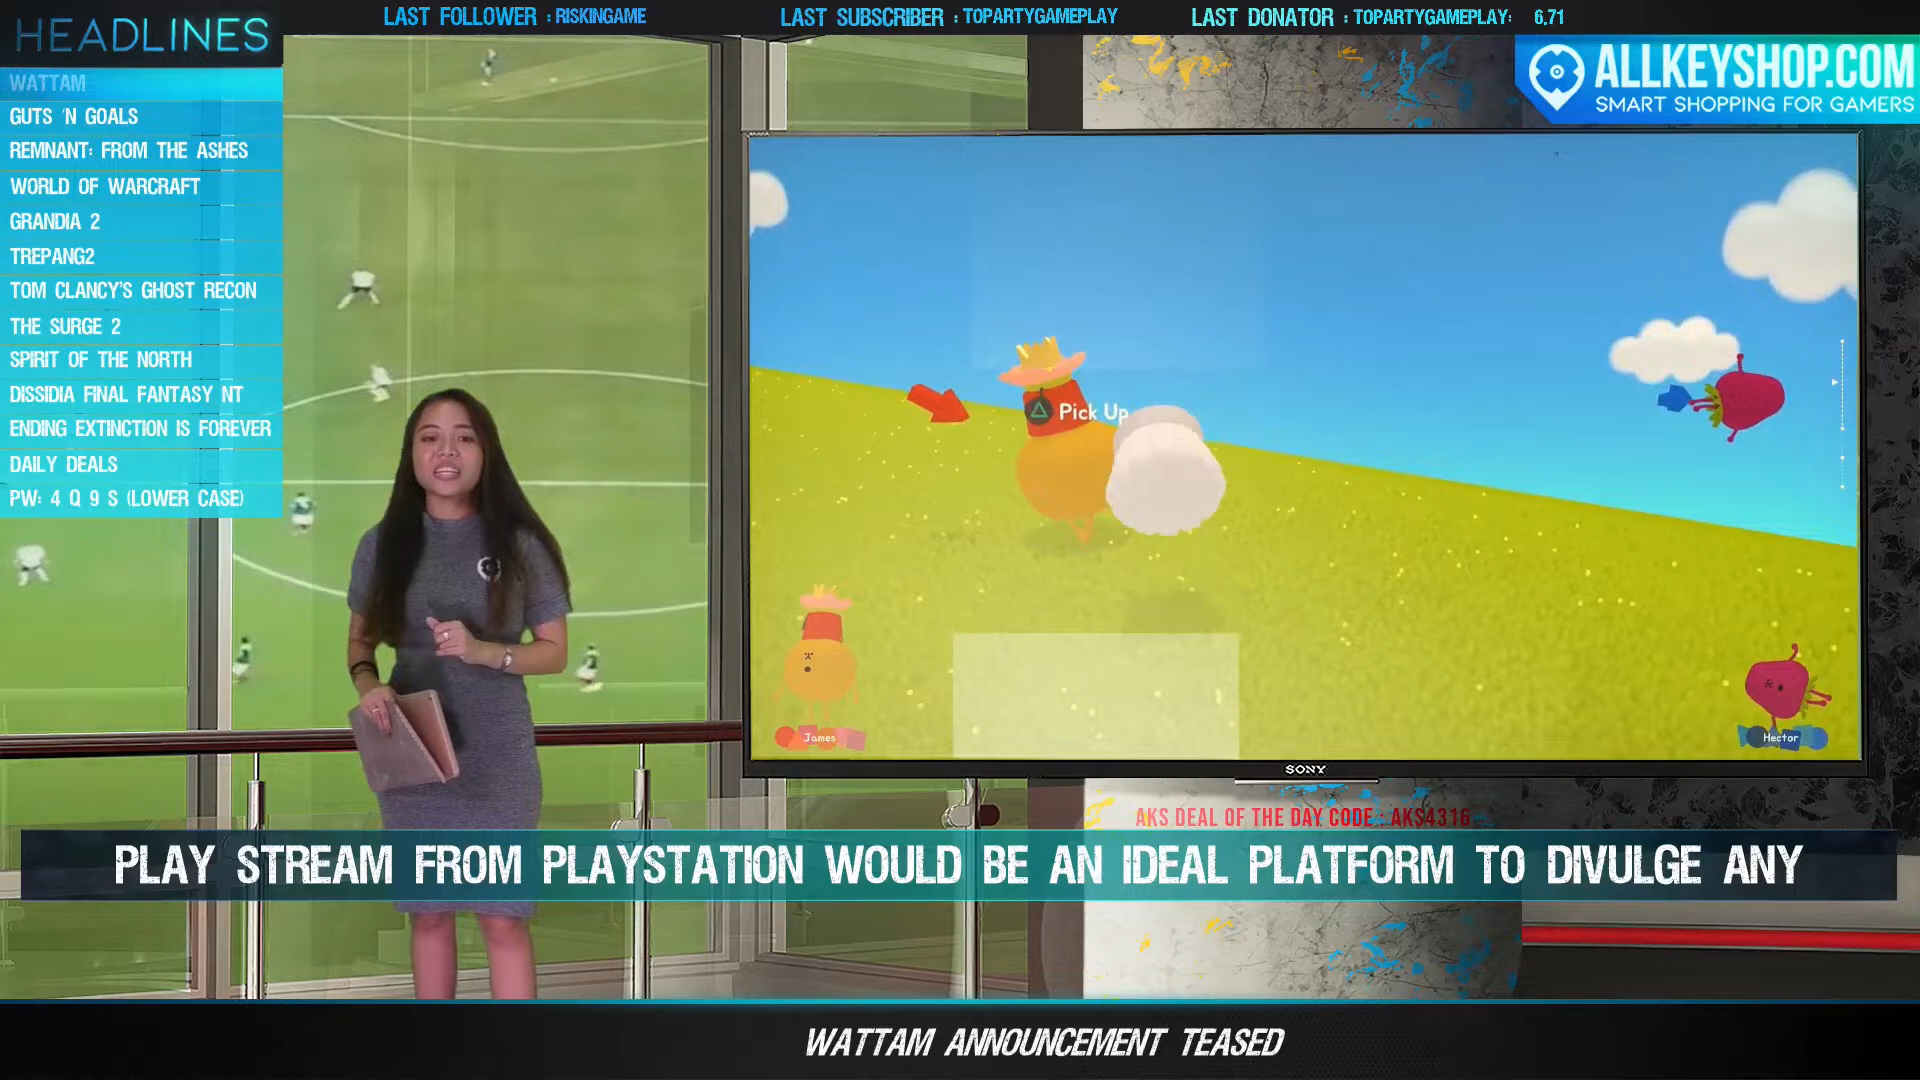 HEADLINES
LAST FOLLOWER : RISKINGAME
LAST SUBSCRIBER : TOPARTYGAMEPLAY
LAST DONATOR : TOPARTYGAMEPLAY: 6.71
ALLKEYSHOP.COM
SMART SHOPPING FOR GAMERS
WATTAM
GUTS 'N GOALS
REMNANT: FROM THE ASHES
WORLD OF WARCRAFT
GRANDIA 2
TREPANG2
TOM CLANCY'S GHOST RECON
THE SURGE 2
SPIRIT OF THE NORTH
DISSIDIA FINAL FANTASY NT
ENDING EXTINCTION IS FOREVER
DAILY DEALS
PW: 4 Q 9 S (LOWER CASE)
Pick Up
James
Hector
SONY
AKS DEAL OF THE DAY CODE : AKS4316
PLAY STREAM FROM PLAYSTATION WOULD BE AN IDEAL PLATFORM TO DIVULGE ANY
WATTAM ANNOUNCEMENT TEASED